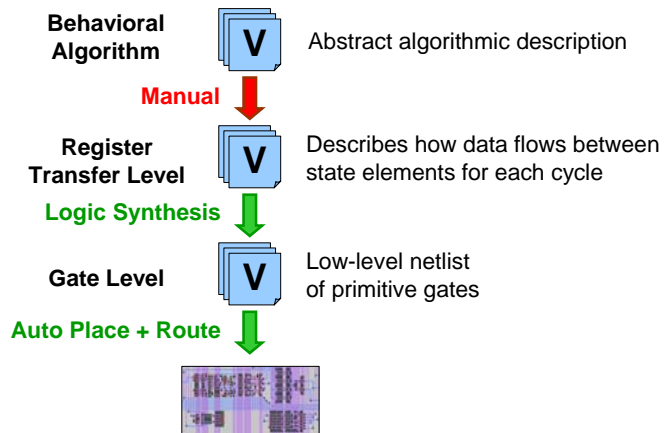 Behavioral
Algorithm
V
Abstract algorithmic description
Manual
Register
Transfer Level
V
Describes how data flows between
state elements for each cycle
Logic Synthesis
Gate Level
V
Low-level netlist
of primitive gates
Auto Place + Route